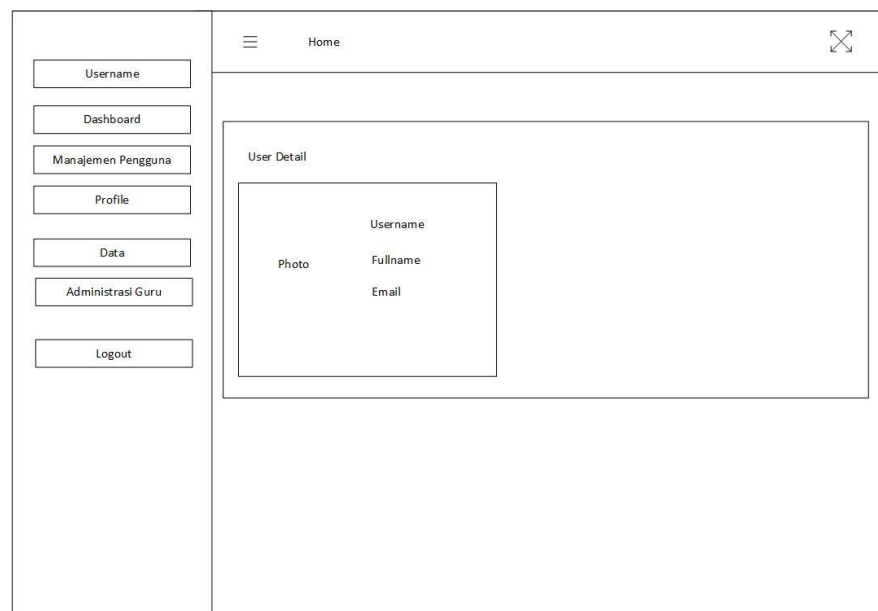 Username
Dashboard
Manajemen Pengguna
Profile
Data
Administrasi Guru
Logout
Home
User Detail
Photo
Username
Fullname
Email